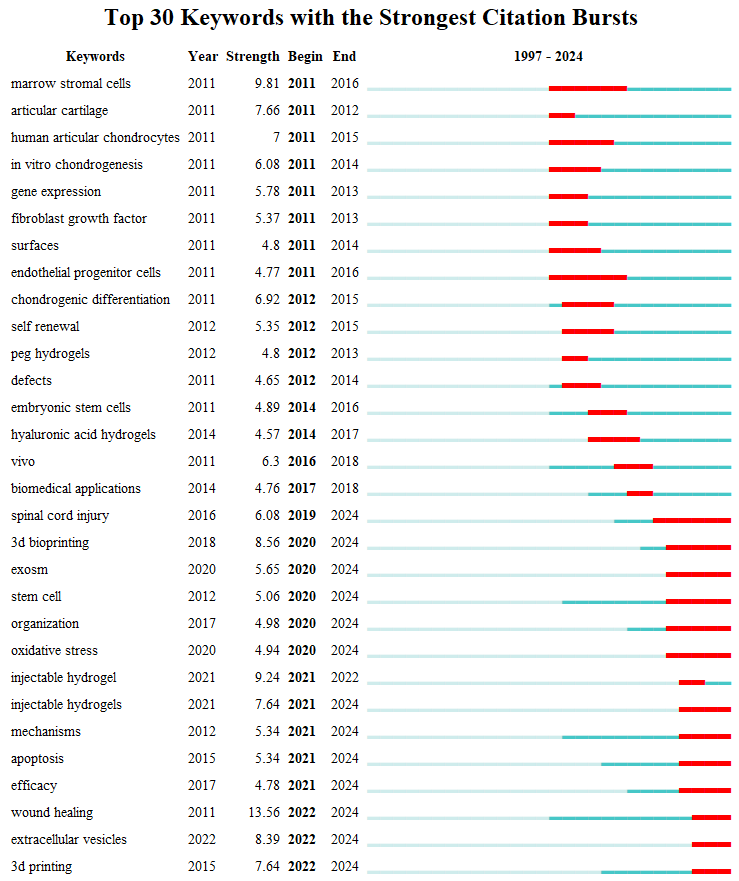 Top 30 Keywords with the Strongest Citation Bursts
Keywords Year Strength Begin End 1997 - 2024
marrow stromal cells 2011 9.81 2011 2016
articular cartilage 2011 7.66 2011 2012
human articular chondrocytes 2011 7 2011 2015
in vitro chondrogenesis 2011 6.08 2011 2014
gene expression 2011 5.78 2011 2013
fibroblast growth factor 2011 5.37 2011 2013
surfaces 2011 4.8 2011 2014
endothelial progenitor cells 2011 4.77 2011 2016
chondrogenic differentiation 2011 6.92 2012 2015
self renewal 2012 5.35 2012 2015
peg hydrogels 2012 4.8 2012 2013
defects 2011 4.65 2012 2014
embryonic stem cells 2011 4.89 2014 2016
hyaluronic acid hydrogels 2014 4.57 2014 2017
vivo 2011 6.3 2016 2018
biomedical applications 2014 4.76 2017 2018
spinal cord injury 2016 6.08 2019 2024
3d bioprinting 2018 8.56 2020 2024
exosm 2020 5.65 2020 2024
stem cell 2012 5.06 2020 2024
organization 2017 4.98 2020 2024
oxidative stress 2020 4.94 2020 2024
injectable hydrogel 2021 9.24 2021 2022
injectable hydrogels 2021 7.64 2021 2024
mechanisms 2012 5.34 2021 2024
apoptosis 2015 5.34 2021 2024
efficacy 2017 4.78 2021 2024
wound healing 2011 13.56 2022 2024
extracellular vesicles 2022 8.39 2022 2024
3d printing 2015 7.64 2022 2024